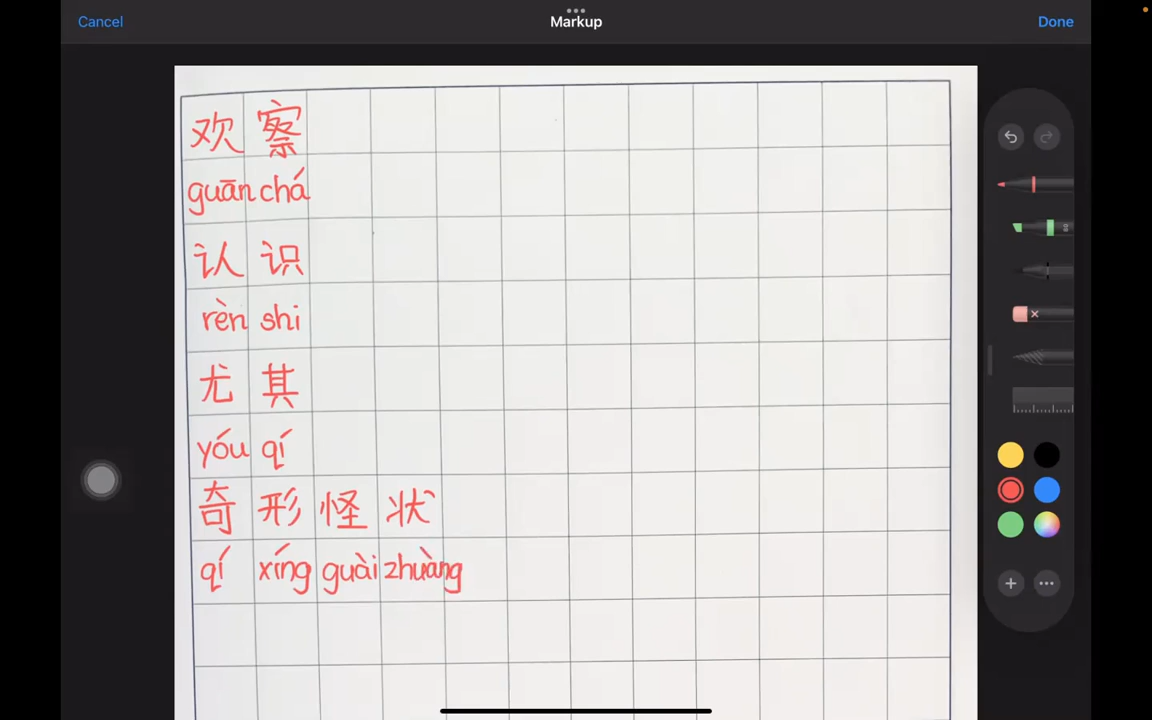 Cancel
Markup
Done
欢察
guān chá
认识
rèn shi
尤其
yóu qí
奇形怪状
qí xíng guài zhuàng